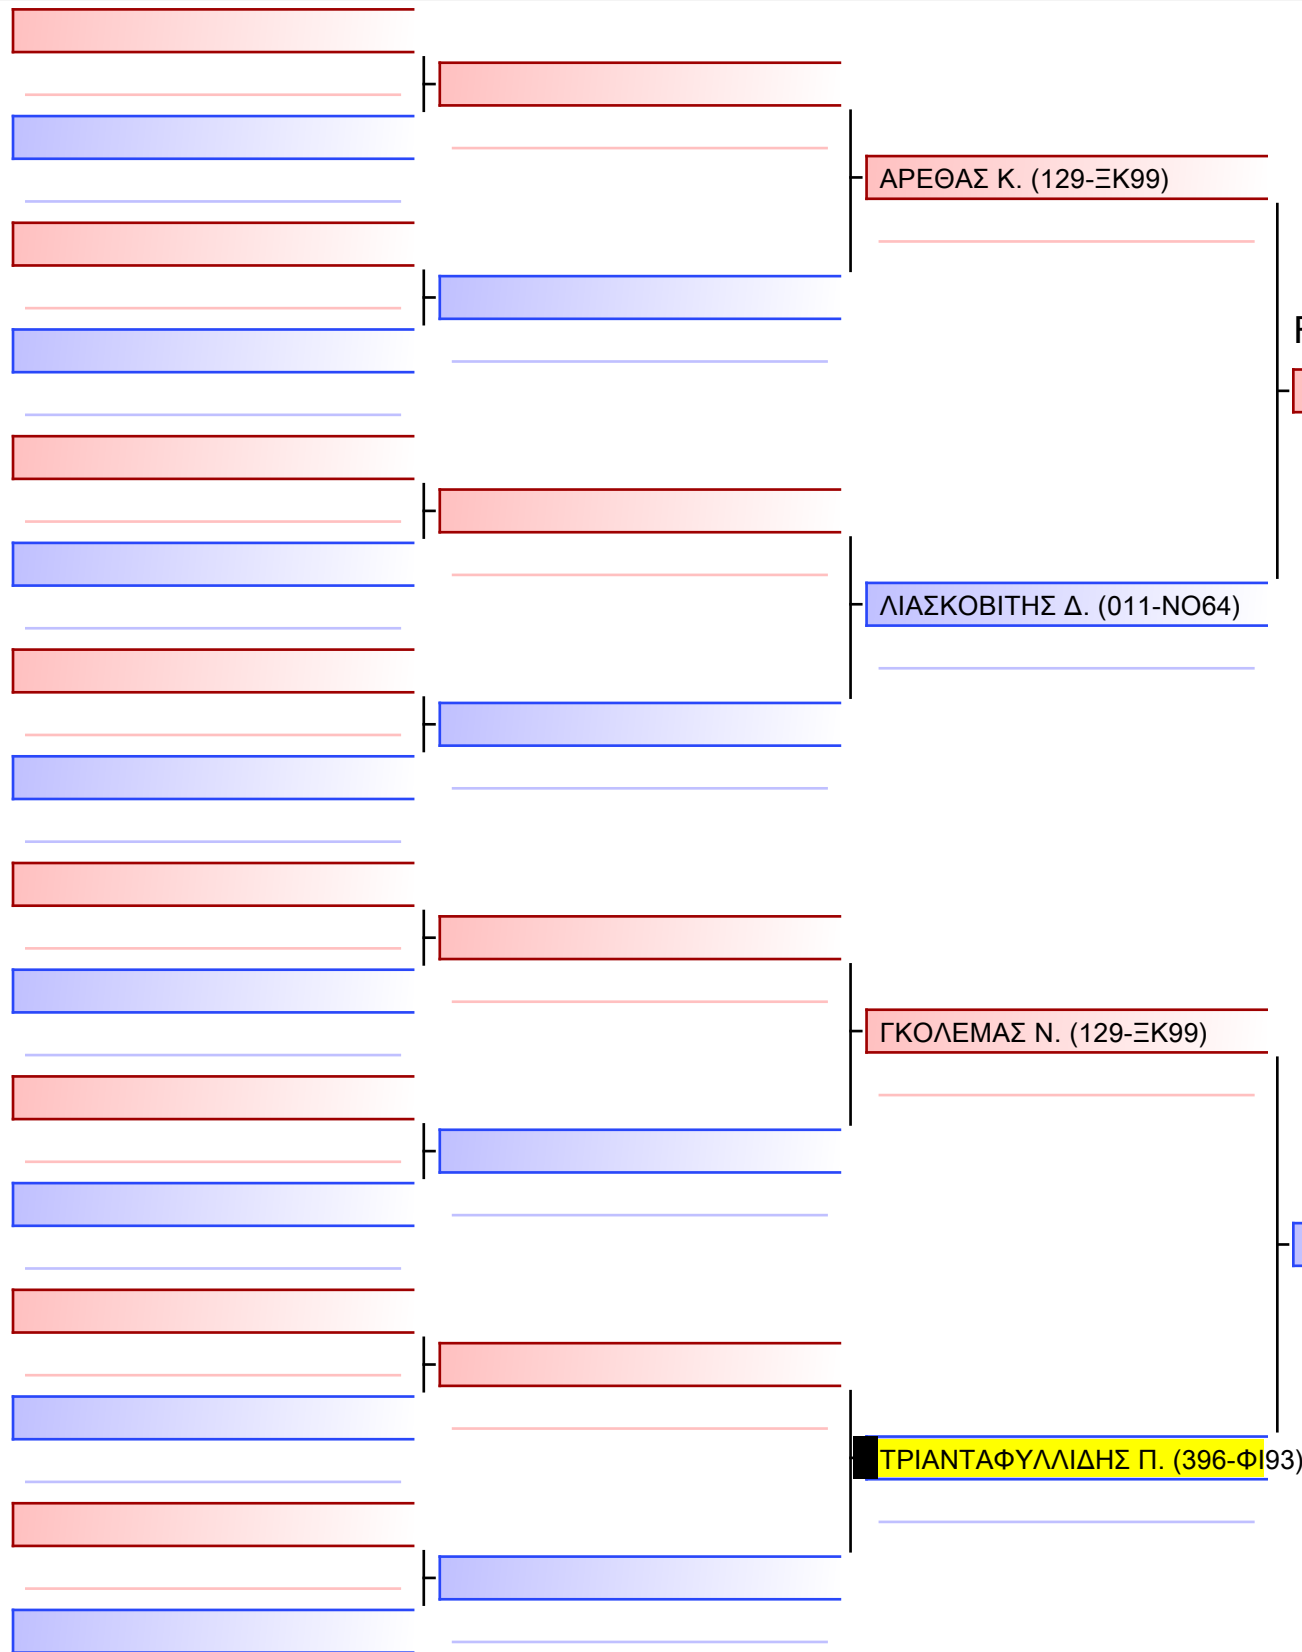 ΑΡΕΘΑΣ Κ. (129-ΞΚ99)
ΛΙΑΣΚΟΒΙΤΗΣ Δ. (011-ΝΟ64)
ΓΚΟΛΕΜΑΣ Ν. (129-ΞΚ99)
ΤΡΙΑΝΤΑΦΥΛΛΙΔΗΣ Π. (396-ΦΙ93)